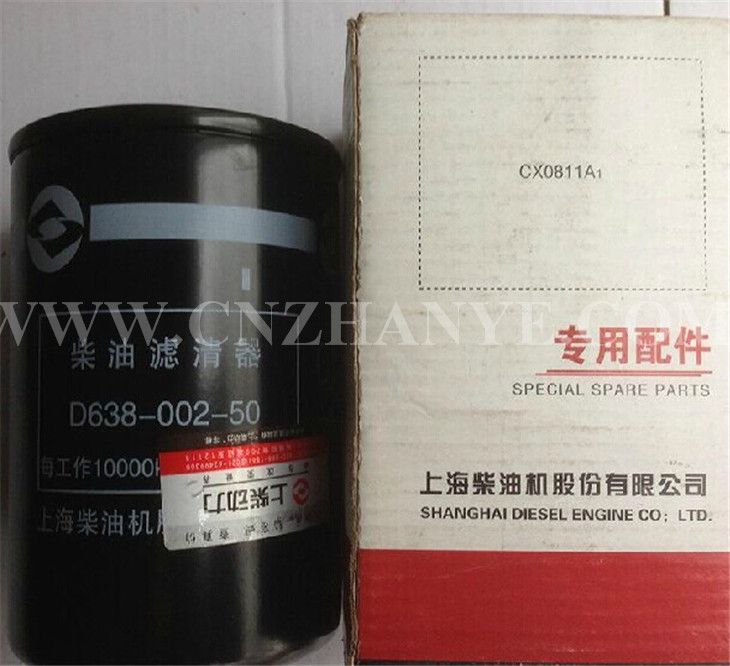 柴油滤清器
D638-002-50
每工作10000
上海柴油机股
上柴动力
CX0811A1
专用配件
SPECIAL SPARE PARTS
上海柴油机股份有限公司
SHANGHAI DIESEL ENGINE CO; LTD.
WWW.CNZHANYE.COM